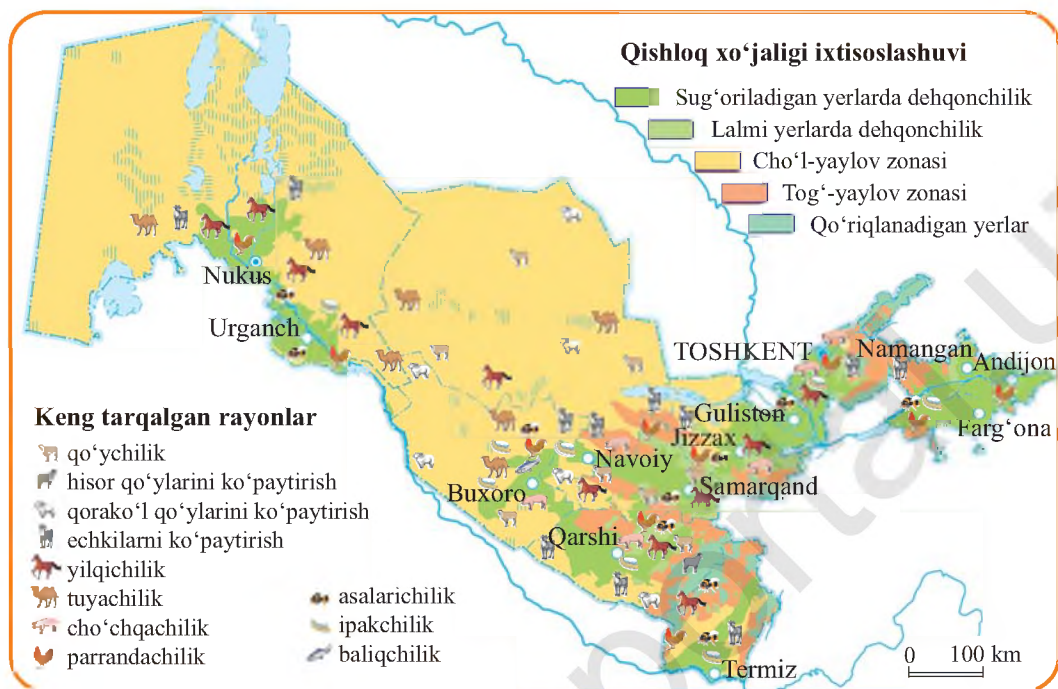 Qishloq xo‘jaligi ixtisoslashuvi
Sug‘oriladigan yerlarda dehqonchilik
Lalmi yerlarda dehqonchilik
Cho‘l-yaylov zonasi
Tog‘-yaylov zonasi
Qo‘riqlanadigan yerlar
Nukus
Urganch
TOSHKENT
Namangan
Andijon
Guliston
Farg‘ona
Jizzax
Navoiy
Samarqand
Buxoro
Qarshi
Termiz
Keng tarqalgan rayonlar
qo‘ychilik
hisor qo‘ylarini ko‘paytirish
qorako‘l qo‘ylarini ko‘paytirish
echkilarni ko‘paytirish
yilqichilik
tuyachilik
cho‘chqachilik
parrandachilik
asalarichilik
ipakchilik
baliqchilik
0 100 km